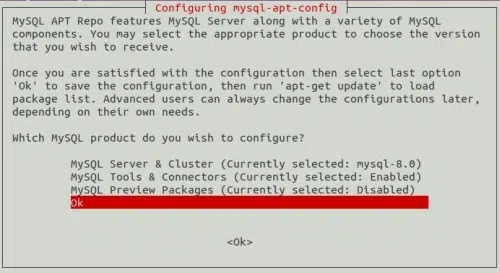 Configuring mysql-apt-config
MySQL APT Repo features MySQL Server along with a variety of MySQL
components. You may select the appropriate product to choose the version
that you wish to receive.
Once you are satisfied with the configuration then select last option
'Ok' to save the configuration, then run 'apt-get update' to load
package list. Advanced users can always change the configurations later,
depending on their own needs.
Which MySQL product do you wish to configure?
MySQL Server & Cluster (Currently selected: mysql-8.0)
MySQL Tools & Connectors (Currently selected: Enabled)
MySQL Preview Packages (Currently selected: Disabled)
Ok
<Ok>